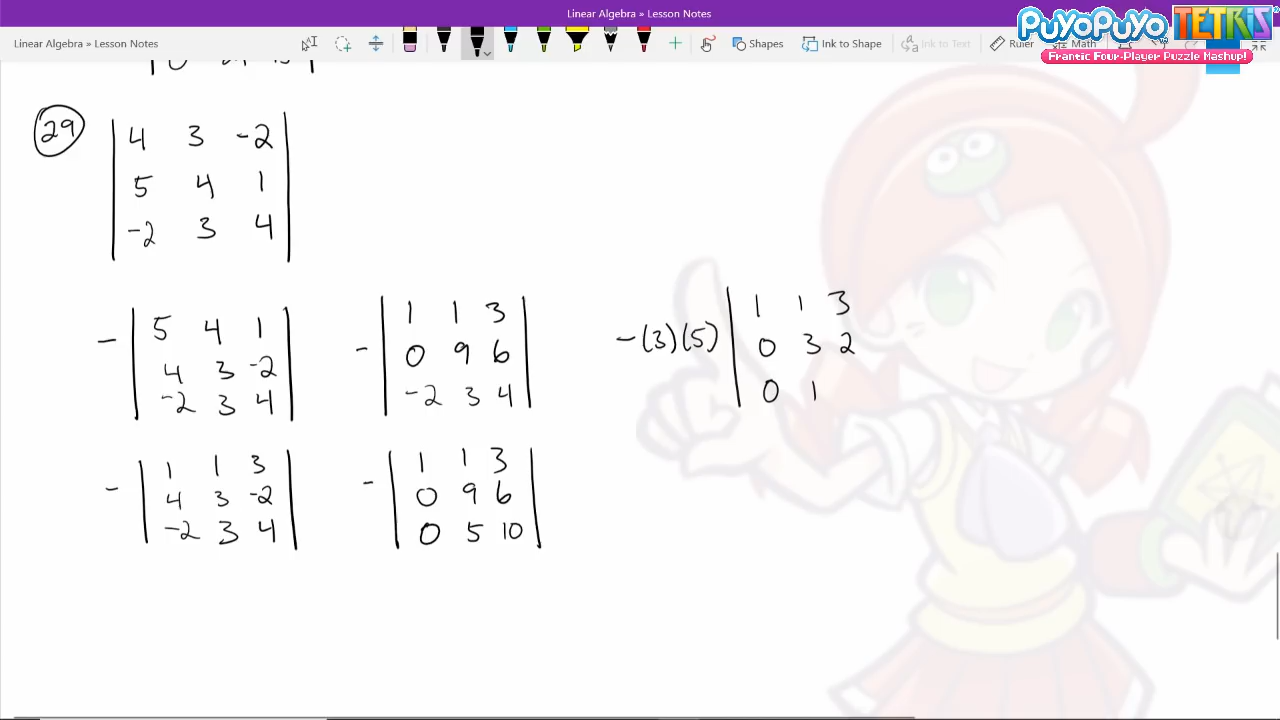 Linear Algebra » Lesson Notes
PUYOPUYO TETRIS
Frantic Four-Player Puzzle Mashup!
Linear Algebra » Lesson Notes Shapes Ink to Shape Ink to Text Ruler Math
29
4 3 -2
5 4 1
-2 3 4
- 5 4 1
4 3 -2
-2 3 4
- 1 1 3
4 3 -2
-2 3 4
- 1 1 3
0 9 6
-2 3 4
- 1 1 3
0 9 6
0 5 10
-(3)(5) 1 1 3
0 3 2
0 1